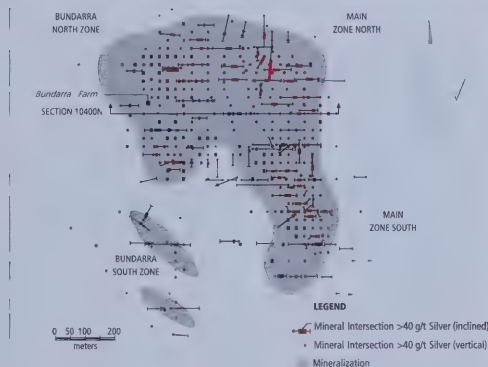 BUNDARRA
NORTH ZONE
MAIN
ZONE NORTH
Bundarra Farm
SECTION 10400N
MAIN
ZONE SOUTH
BUNDARRA
SOUTH ZONE
LEGEND
Mineral Intersection >40 g/t Silver (inclined)
Mineral Intersection >40 g/t Silver (vertical)
Mineralization
0 50 100 200
meters